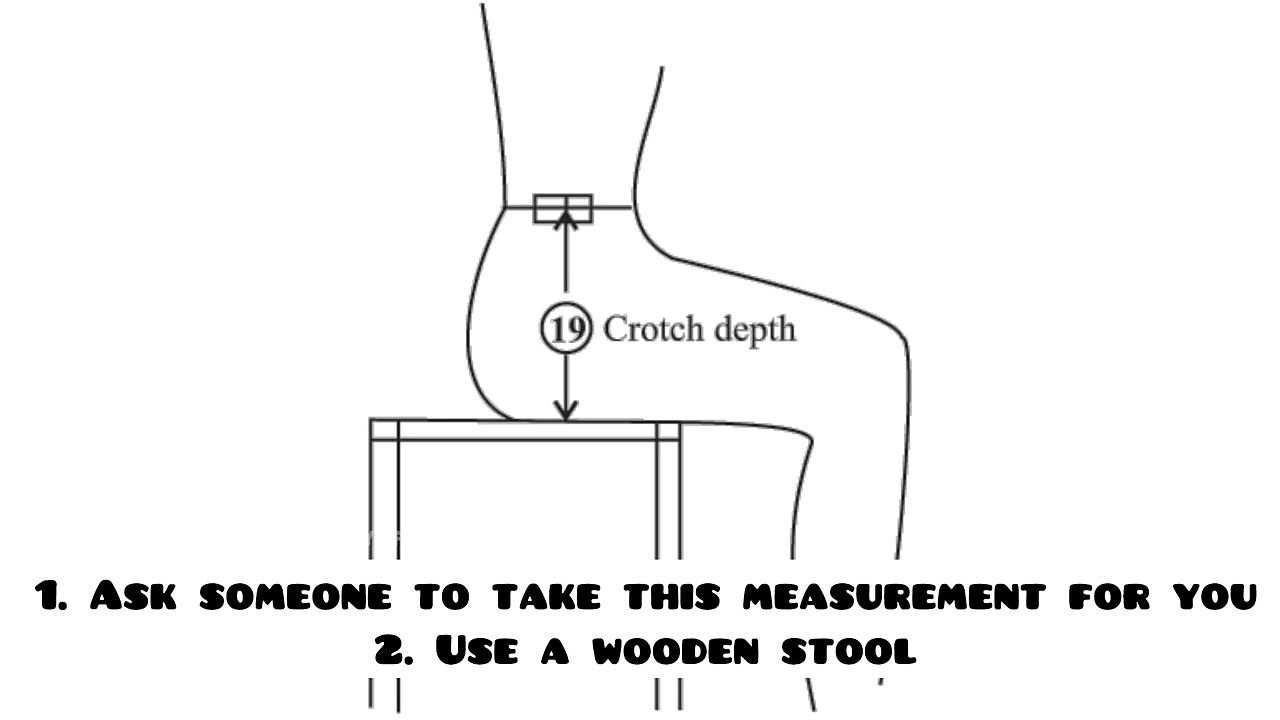 19 Crotch depth
1. Ask someone to take this measurement for you
2. Use a wooden stool